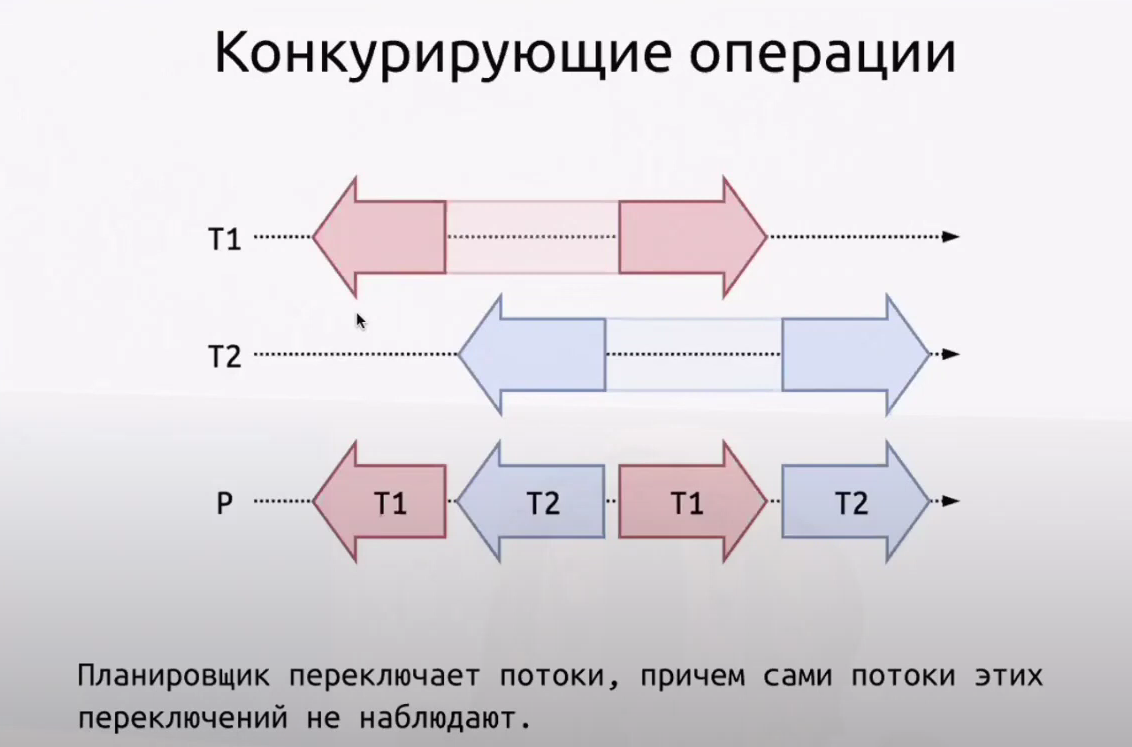 Конкурирующие операции
T1
T2
P
T1
T2
T1
T2
Планировщик переключает потоки, причем сами потоки этих
переключений не наблюдают.